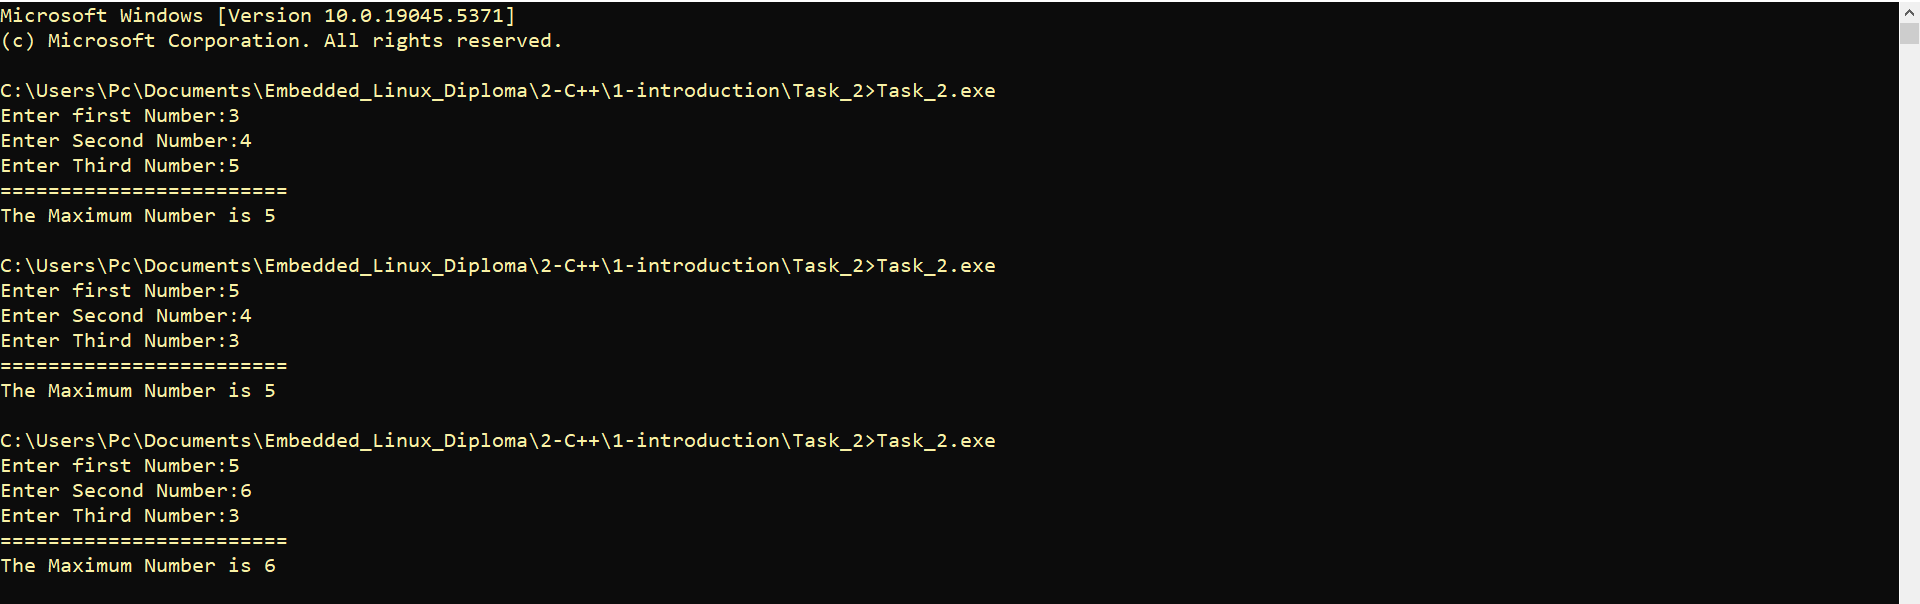 Microsoft Windows [Version 10.0.19045.5371]
(c) Microsoft Corporation. All rights reserved.
C:\Users\Pc\Documents\Embedded_Linux_Diploma\2-C++\1-introduction\Task_2>Task_2.exe
Enter first Number:3
Enter Second Number:4
Enter Third Number:5
========================
The Maximum Number is 5
C:\Users\Pc\Documents\Embedded_Linux_Diploma\2-C++\1-introduction\Task_2>Task_2.exe
Enter first Number:5
Enter Second Number:4
Enter Third Number:3
========================
The Maximum Number is 5
C:\Users\Pc\Documents\Embedded_Linux_Diploma\2-C++\1-introduction\Task_2>Task_2.exe
Enter first Number:5
Enter Second Number:6
Enter Third Number:3
========================
The Maximum Number is 6